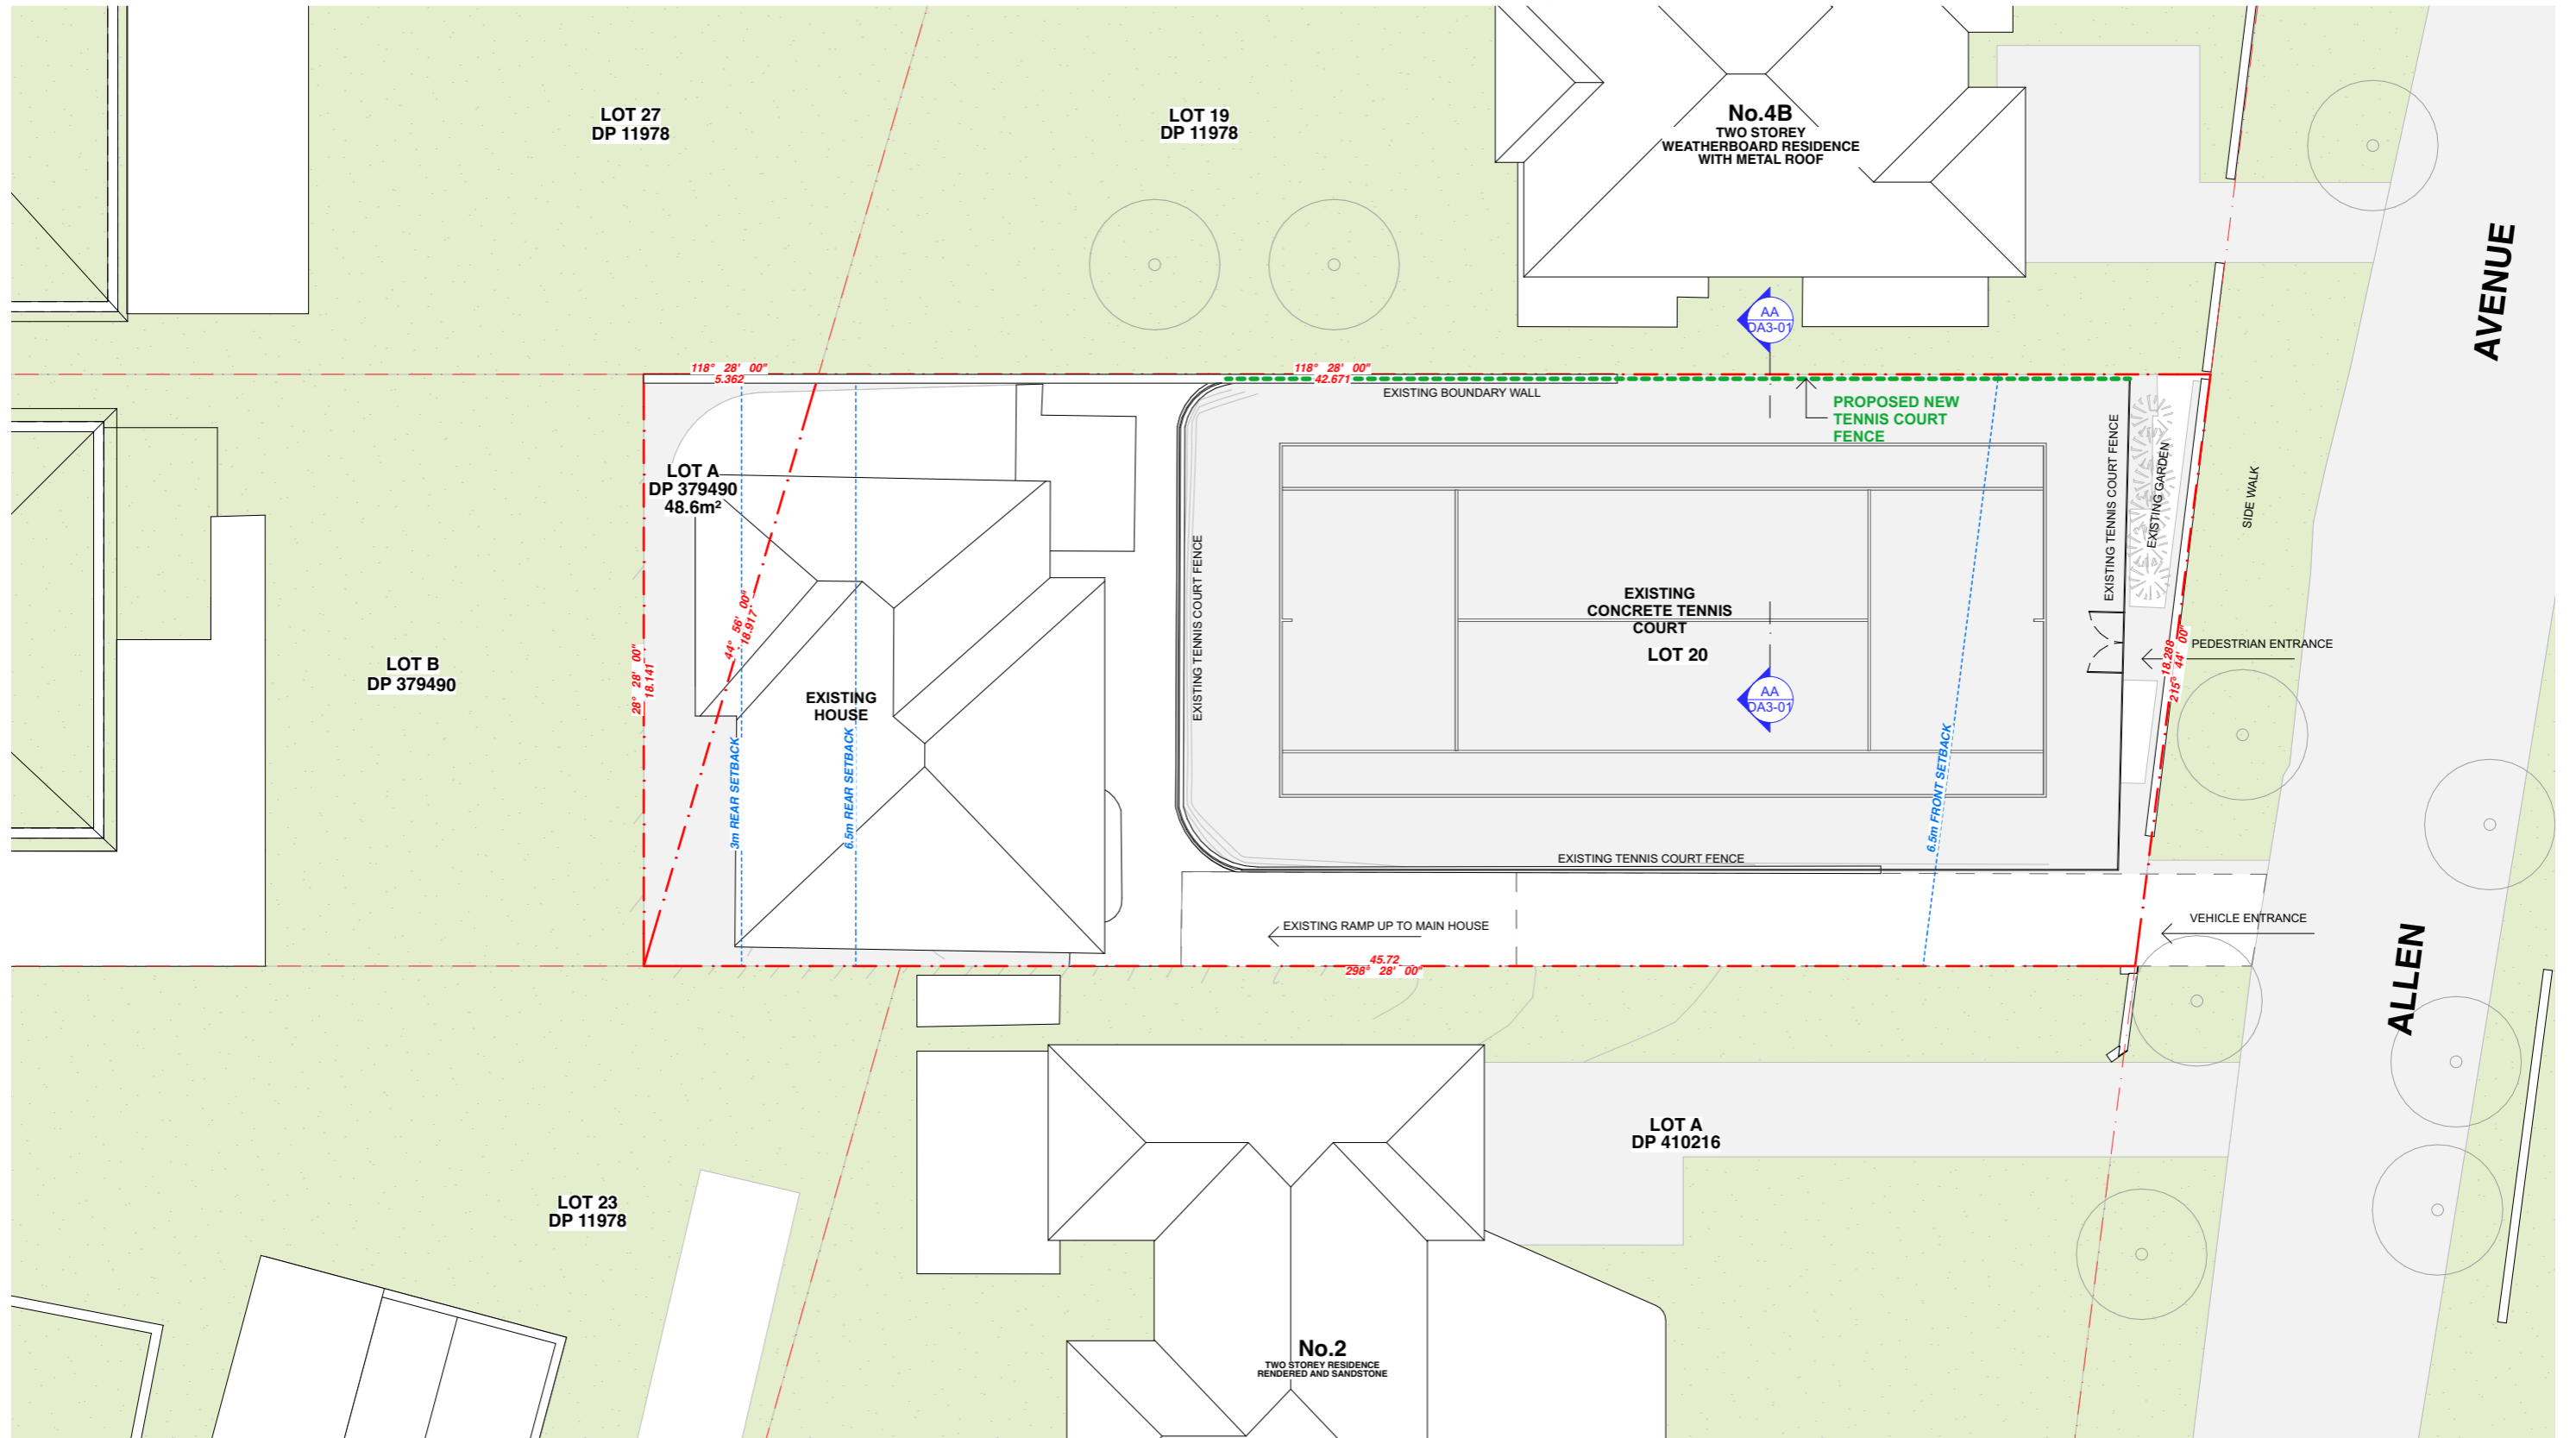 LOT 27
DP 11978
LOT 19
DP 11978
No.4B
TWO STOREY
WEATHERBOARD RESIDENCE
WITH METAL ROOF
AVENUE
AA
DA3-01
118° 28' 00"
5.362
118° 28' 00"
42.671
EXISTING BOUNDARY WALL
PROPOSED NEW
TENNIS COURT
FENCE
LOT A
DP 379490
48.6m²
EXISTING TENNIS COURT FENCE
EXISTING GARDEN
SIDE WALK
EXISTING TENNIS COURT FENCE
44° 56' 00"
18.917
28° 28' 00"
18.141
EXISTING
CONCRETE TENNIS
COURT
LOT 20
LOT B
DP 379490
EXISTING
HOUSE
AA
DA3-01
18.288
215° 44' 00"
PEDESTRIAN ENTRANCE
3m REAR SETBACK
6.5m REAR SETBACK
6.5m FRONT SETBACK
EXISTING TENNIS COURT FENCE
EXISTING RAMP UP TO MAIN HOUSE
VEHICLE ENTRANCE
45.72
298° 28' 00"
ALLEN
LOT A
DP 410216
LOT 23
DP 11978
No.2
TWO STOREY RESIDENCE
RENDERED AND SANDSTONE